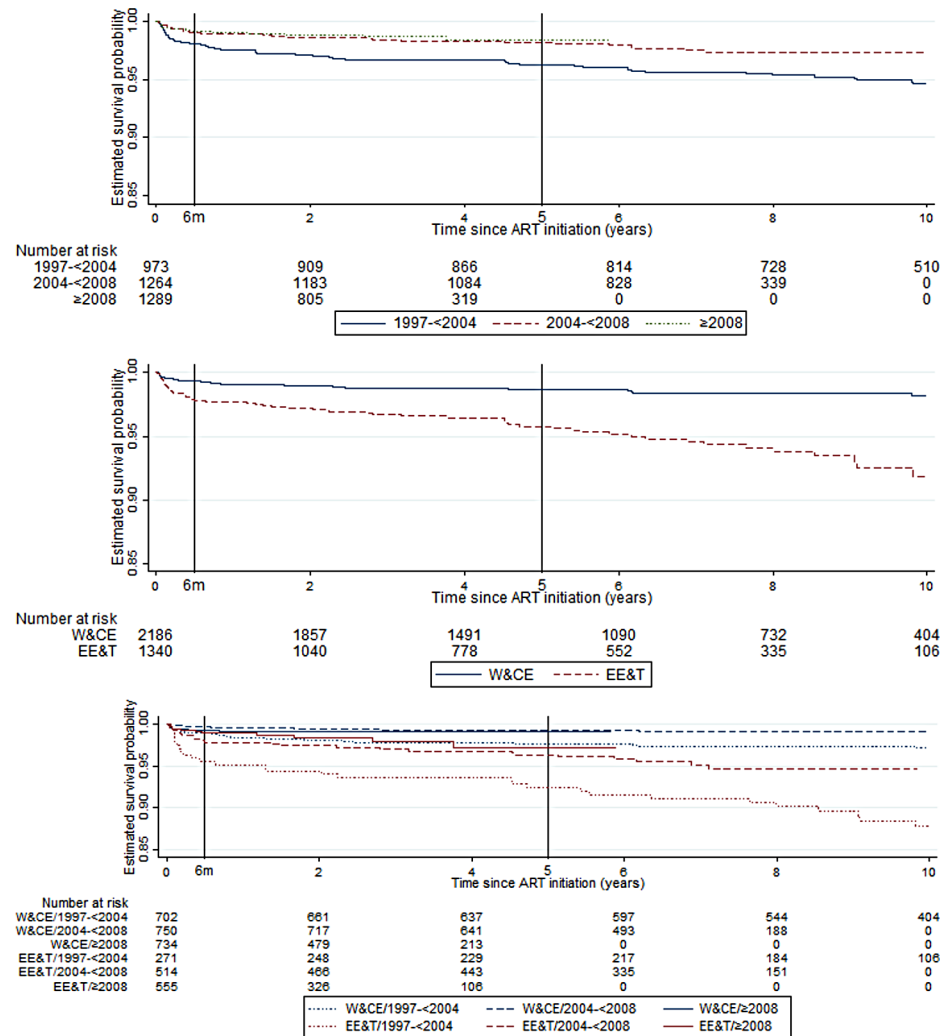 Estimated survival probability
1.00
0.95
0.90
0.85
0 6m 2 4 5 6 8 10
Time since ART initiation (years)
Number at risk
1997-<2004 973 909 866 814 728 510
2004-<2008 1264 1183 1084 828 339 0
≥2008 1289 805 319 0 0 0
1997-<2004 2004-<2008 ≥2008
Estimated survival probability
1.00
0.95
0.90
0.85
0 6m 2 4 5 6 8 10
Time since ART initiation (years)
Number at risk
W&CE 2186 1857 1491 1090 732 404
EE&T 1340 1040 778 552 335 106
W&CE EE&T
Estimated survival probability
1.00
0.95
0.90
0.85
0 6m 2 4 5 6 8 10
Time since ART initiation (years)
Number at risk
W&CE/1997-<2004 702 661 637 597 544 404
W&CE/2004-<2008 750 717 641 493 188 0
W&CE/≥2008 734 479 213 0 0 0
EE&T/1997-<2004 271 248 229 217 184 106
EE&T/2004-<2008 514 466 443 335 151 0
EE&T/≥2008 555 326 106 0 0 0
W&CE/1997-<2004 W&CE/2004-<2008 W&CE/≥2008
EE&T/1997-<2004 EE&T/2004-<2008 EE&T/≥2008